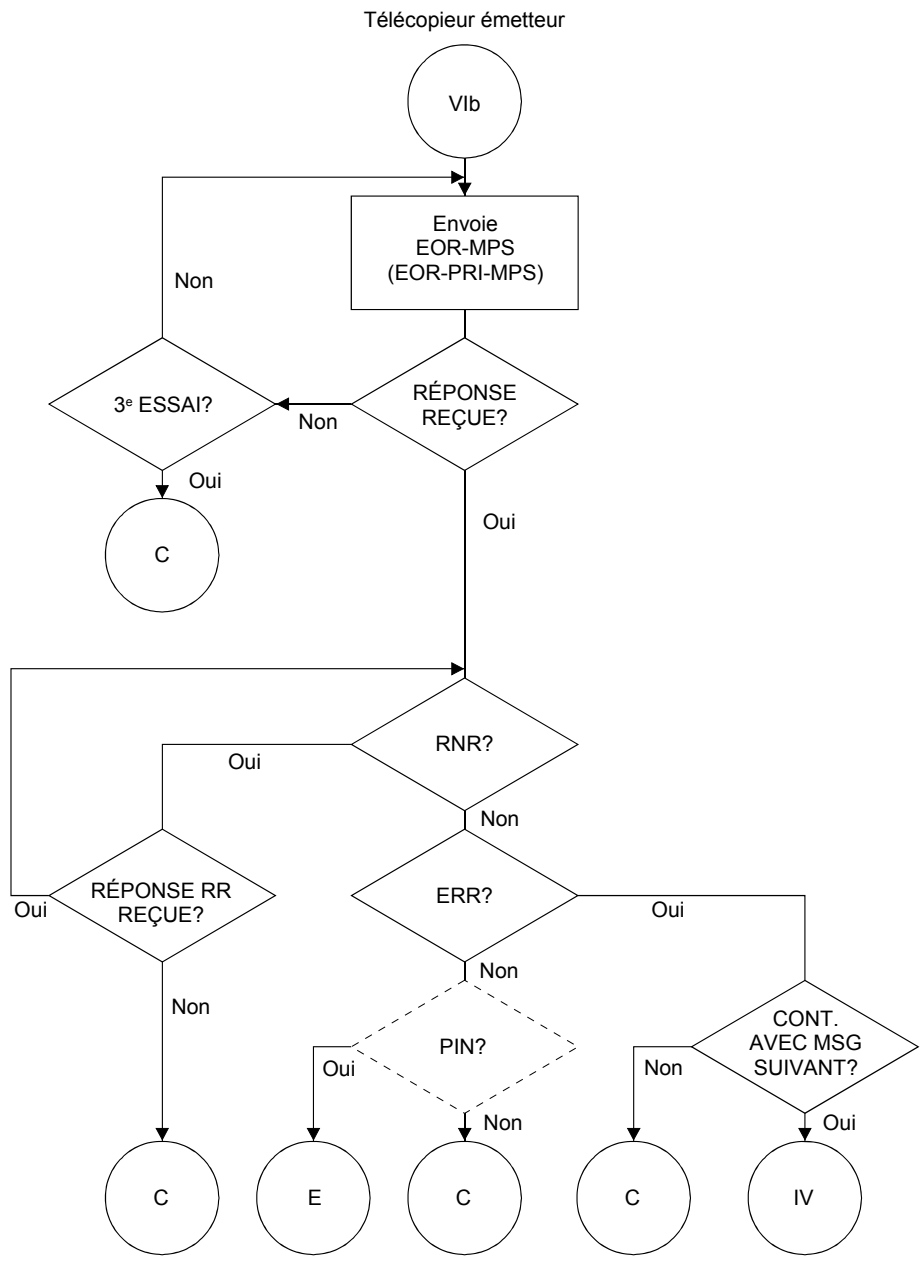 Télécopieur émetteur
VIb
Envoie
EOR-MPS
(EOR-PRI-MPS)
Non
3e ESSAI?
Non
RÉPONSE
REÇUE?
Oui
Oui
C
RNR?
Oui
Non
RÉPONSE RR
REÇUE?
Oui
ERR?
Oui
Non
Non
PIN?
Oui
Non
CONT.
AVEC MSG
SUIVANT?
Non
Oui
C
E
C
C
IV